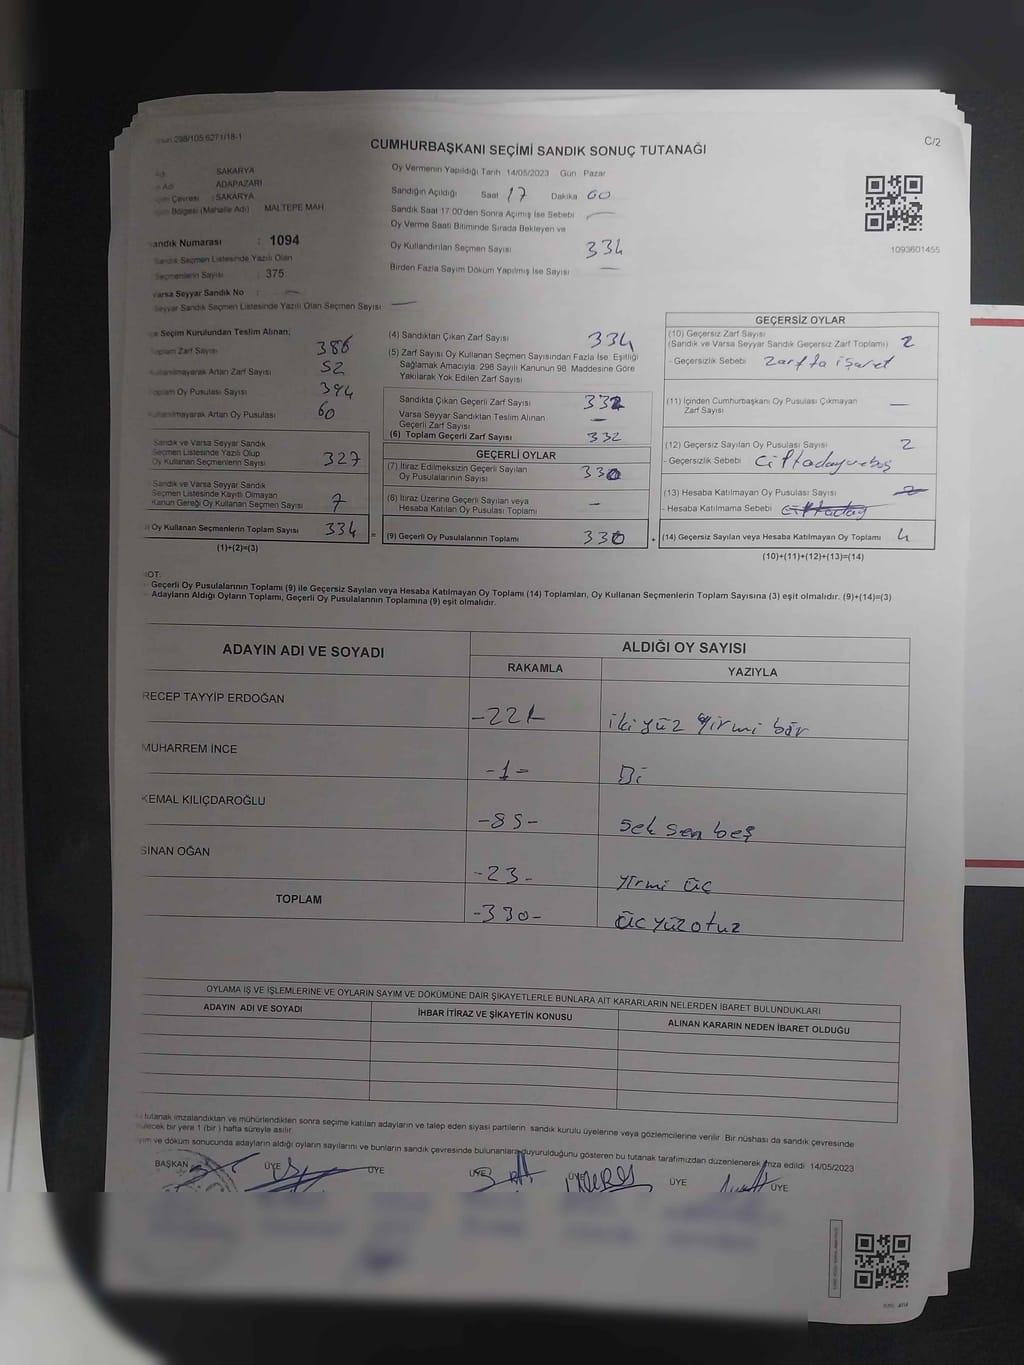 298/105.6271/18-1
CUMHURBAŞKANI SEÇİMİ SANDIK SONUÇ TUTANAĞI
C/2
SAKARYA
Adı ADAPAZARI
Çevresi : SAKARYA
Bölgesi (Mahalle Adı) MALTEPE MAH.
Sandık Numarası : 1094
Sandık Seçmen Listesinde Yazılı Olan
Seçmenlerin Sayısı : 375
Varsa Seyyar Sandık No : —
Seyyar Sandık Seçmen Listesinde Yazılı Olan Seçmen Sayısı : —
Oy Vermenin Yapıldığı Tarih 14/05/2023 Gün Pazar
Sandığın Açıldığı Saat 17 Dakika 00
Sandık Saat 17:00'den Sonra Açılmış İse Sebebi —
Oy Verme Saati Bitiminde Sırada Bekleyen ve
Oy Kullandırılan Seçmen Sayısı 334
Birden Fazla Sayım Döküm Yapılmış İse Sayısı —
1093601455
Seçim Kurulundan Teslim Alınan;
Toplam Zarf Sayısı 386
Kullanılmayarak Artan Zarf Sayısı 52
Toplam Oy Pusulası Sayısı 394
Kullanılmayarak Artan Oy Pusulası 60
Sandık ve Varsa Seyyar Sandık
Seçmen Listesinde Yazılı Olup
Oy Kullanan Seçmenlerin Sayısı 327
Sandık ve Varsa Seyyar Sandık
Seçmen Listesinde Kayıtlı Olmayan
Kanun Gereği Oy Kullanan Seçmen Sayısı 7
Oy Kullanan Seçmenlerin Toplam Sayısı 334 =
(1)+(2)=(3)
(4) Sandıktan Çıkan Zarf Sayısı 334
(5) Zarf Sayısı Oy Kullanan Seçmen Sayısından Fazla İse, Eşitliği
Sağlamak Amacıyla, 298 Sayılı Kanunun 98. Maddesine Göre
Yakılarak Yok Edilen Zarf Sayısı
Sandıkta Çıkan Geçerli Zarf Sayısı 332
Varsa Seyyar Sandıktan Teslim Alınan
Geçerli Zarf Sayısı —
(6) Toplam Geçerli Zarf Sayısı 332
GEÇERLİ OYLAR
(7) İtiraz Edilmeksizin Geçerli Sayılan
Oy Pusulalarının Sayısı 330
(8) İtiraz Üzerine Geçerli Sayılan veya
Hesaba Katılan Oy Pusulası Toplamı —
(9) Geçerli Oy Pusulalarının Toplamı 330 +
GEÇERSİZ OYLAR
(10) Geçersiz Zarf Sayısı
(Sandık ve Varsa Seyyar Sandık Geçersiz Zarf Toplamı) 2
- Geçersizlik Sebebi Zarfta işaret
(11) İçinden Cumhurbaşkanı Oy Pusulası Çıkmayan
Zarf Sayısı —
(12) Geçersiz Sayılan Oy Pusulası Sayısı 2
- Geçersizlik Sebebi Çiftadayveboş
(13) Hesaba Katılmayan Oy Pusulası Sayısı
- Hesaba Katılmama Sebebi
(14) Geçersiz Sayılan veya Hesaba Katılmayan Oy Toplamı 4
(10)+(11)+(12)+(13)=(14)
NOT:
Geçerli Oy Pusulalarının Toplamı (9) ile Geçersiz Sayılan veya Hesaba Katılmayan Oy Toplamı (14) Toplamları, Oy Kullanan Seçmenlerin Toplam Sayısına (3) eşit olmalıdır. (9)+(14)=(3)
Adayların Aldığı Oyların Toplamı, Geçerli Oy Pusulalarının Toplamına (9) eşit olmalıdır.
ADAYIN ADI VE SOYADI ALDIĞI OY SAYISI
RAKAMLA YAZIYLA
RECEP TAYYİP ERDOĞAN -221- iki yüz yirmi bir
MUHARREM İNCE -1- Bi
KEMAL KILIÇDAROĞLU -85- Sek sen beş
SİNAN OĞAN -23- yirmi üç
TOPLAM -330- Üç yüz otuz
OYLAMA İŞ VE İŞLEMLERİNE VE OYLARIN SAYIM VE DÖKÜMÜNE DAİR ŞİKAYETLERLE BUNLARA AİT KARARLARIN NELERDEN İBARET BULUNDUKLARI
ADAYIN ADI VE SOYADI İHBAR İTİRAZ VE ŞİKAYETİN KONUSU ALINAN KARARIN NEDEN İBARET OLDUĞU
tutanak imzalandıktan ve mühürlendikten sonra seçime katılan adayların ve talep eden siyasi partilerin sandık kurulu üyelerine veya gözlemcilerine verilir. Bir nüshası da sandık çevresinde
bir yere 1 (bir) hafta süreyle asılır.
ve döküm sonucunda adayların aldığı oyların sayılarını ve bunların sandık çevresinde bulunanlara duyurulduğunu gösteren bu tutanak tarafımızdan düzenlenerek imza edildi. 14/05/2023
BAŞKAN ÜYE ÜYE ÜYE ÜYE ÜYE ÜYE